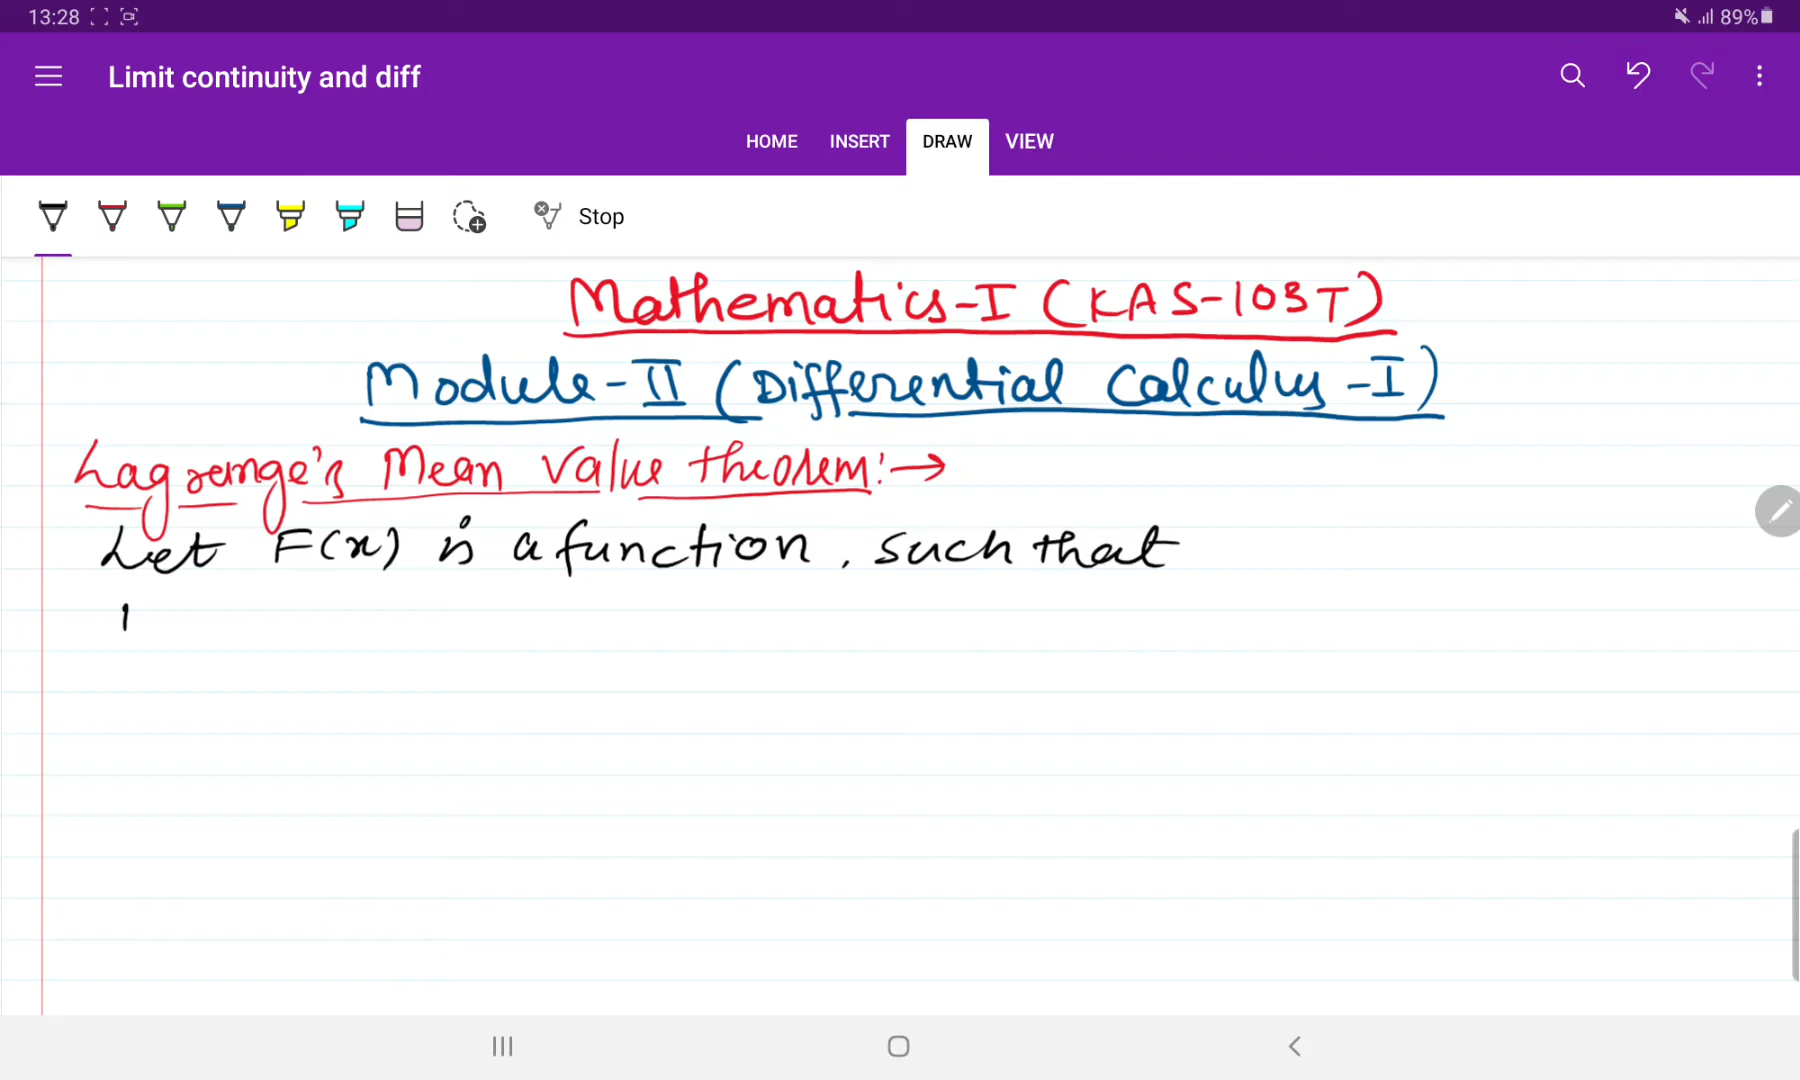 13:28 89%
Limit continuity and diff
HOME INSERT DRAW VIEW
Stop
Mathematics-I (KAS-103T)
Module-II (Differential Calculus-I)
Lagrange's Mean Value theorem:→
Let F(x) is a function, such that
1